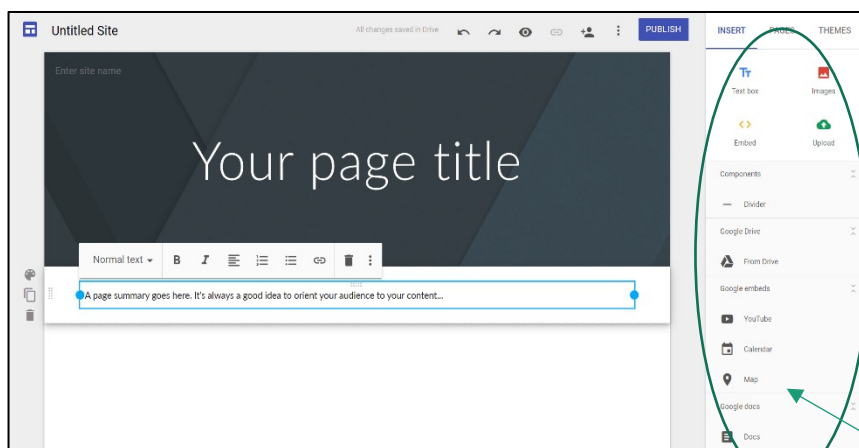 Untitled Site
All changes saved in Drive
PUBLISH
INSERT PAGES THEMES
Enter site name
Your page title
Normal text
B I
A page summary goes here. It's always a good idea to orient your audience to your content...
Tт
Text box Images
Embed Upload
Components
Divider
Google Drive
From Drive
Google embeds
YouTube
Calendar
Map
Google docs
Docs